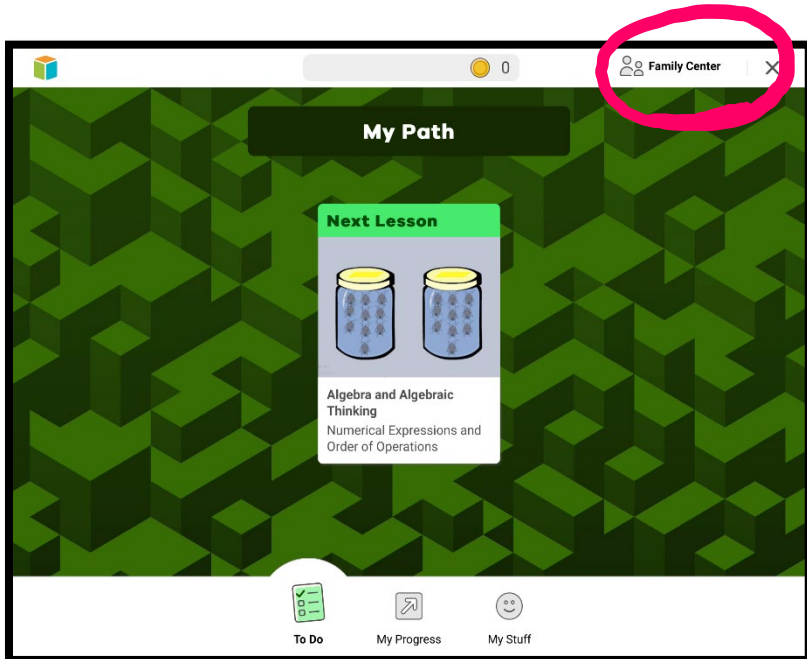 0
Family Center
My Path
Next Lesson
Algebra and Algebraic
Thinking
Numerical Expressions and
Order of Operations
To Do
My Progress
My Stuff